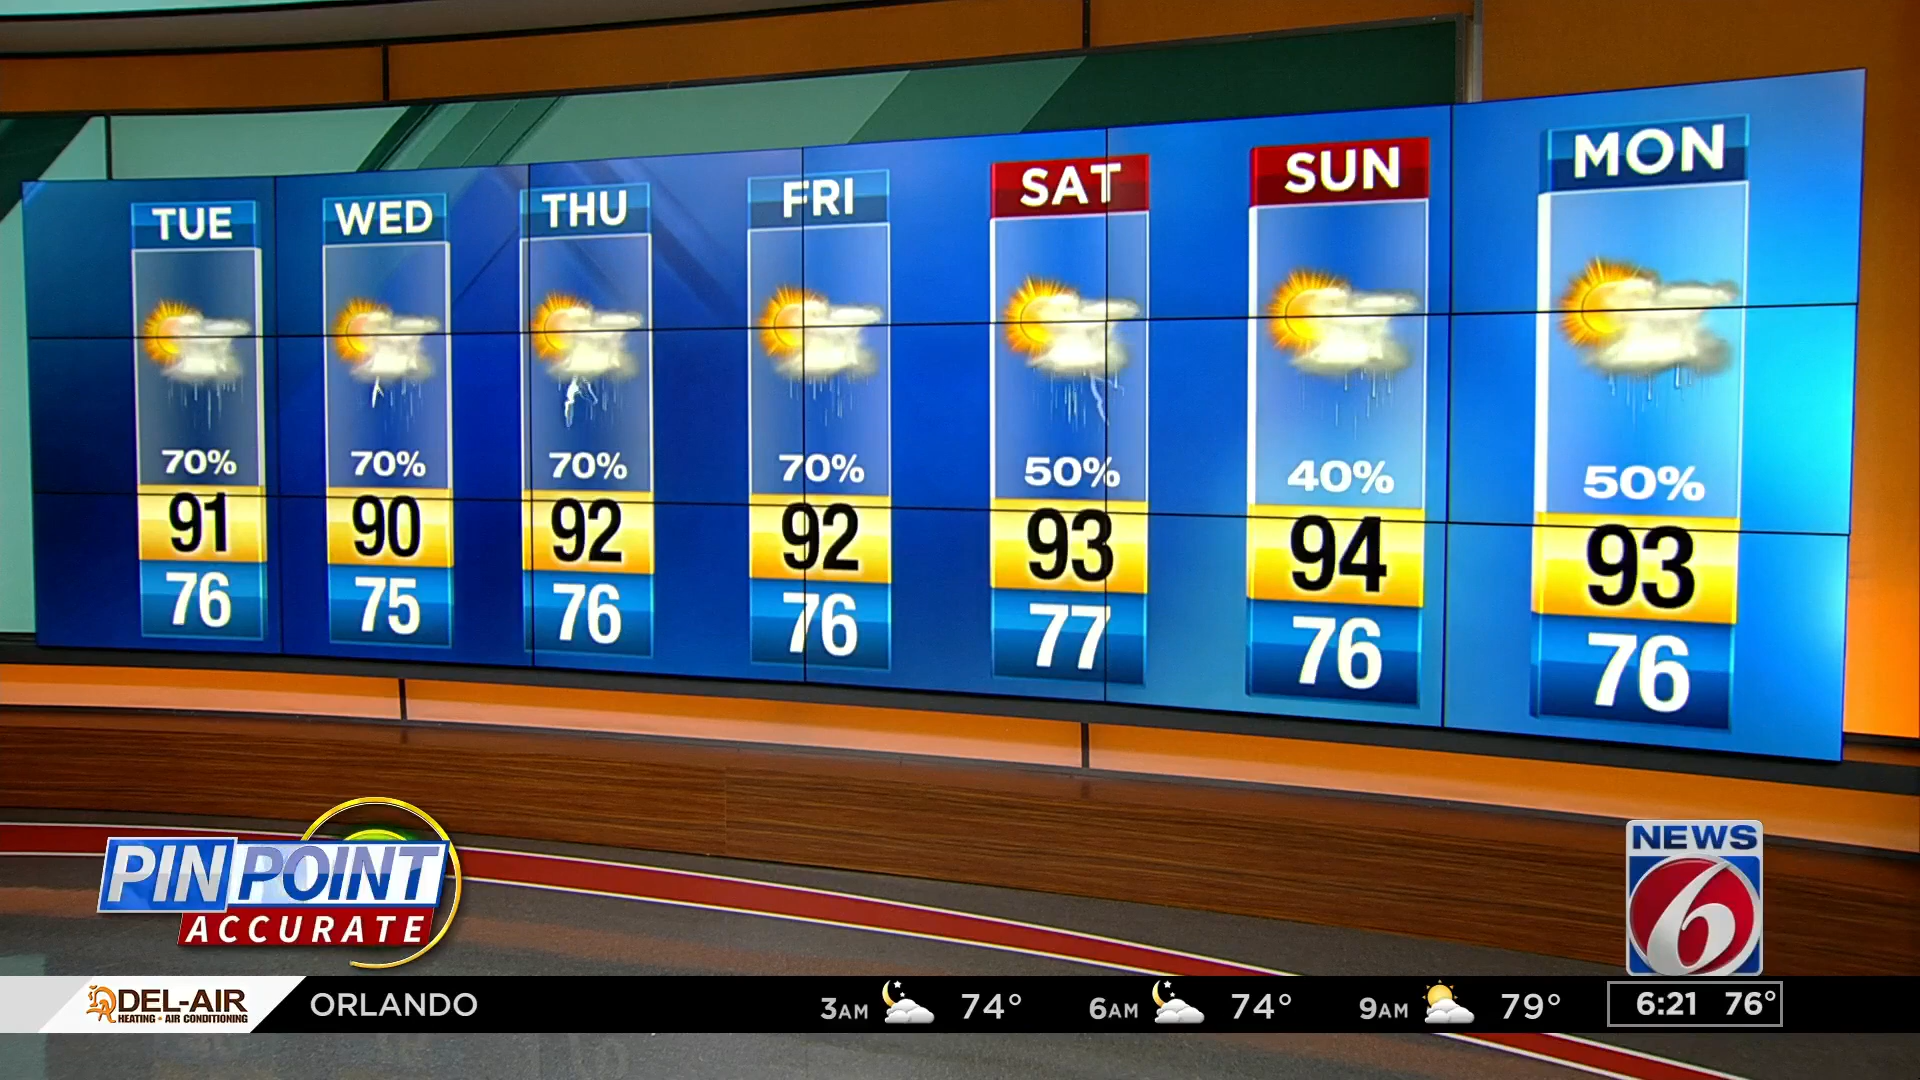 TUE WED THU FRI SAT SUN MON
70% 70% 70% 70% 50% 40% 50%
91 90 92 92 93 94 93
76 75 76 76 77 76 76
PINPOINT
ACCURATE
NEWS
6
DEL-AIR
HEATING • AIR CONDITIONING
ORLANDO 3AM 74° 6AM 74° 9AM 79° 6:21 76°